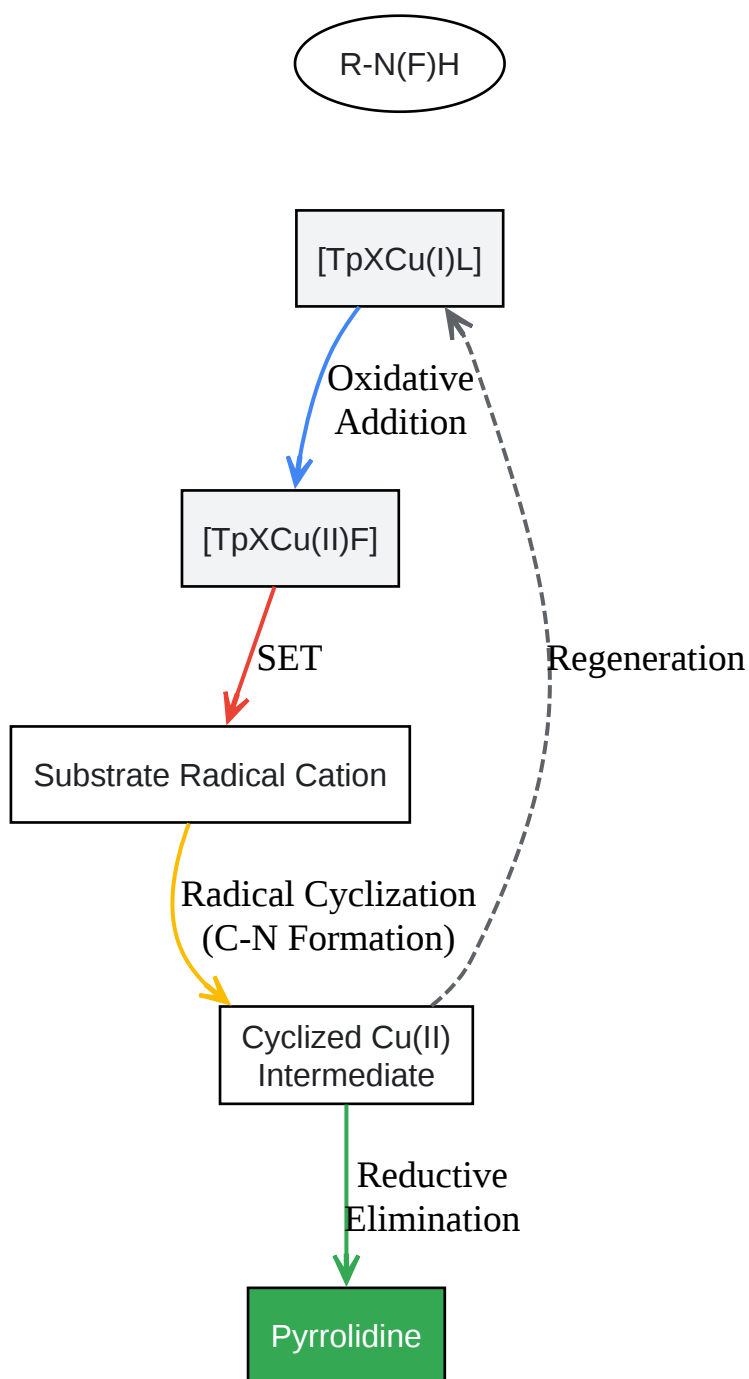 R-N(F)H
[TpXCu(I)L]
Oxidative
Addition
[TpXCu(II)F]
SET
Regeneration
Substrate Radical Cation
Radical Cyclization
(C-N Formation)
Cyclized Cu(II)
Intermediate
Reductive
Elimination
Pyrrolidine